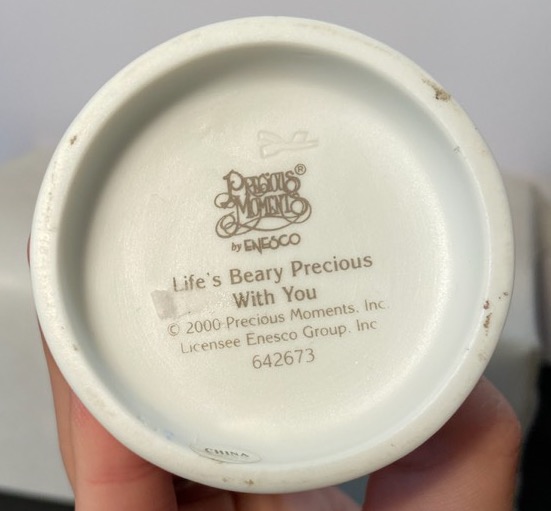 PRECIOUS
MOMENTS®
by ENESCO
Life's Beary Precious
With You
© 2000 Precious Moments, Inc.
Licensee Enesco Group, Inc
642673
CHINA